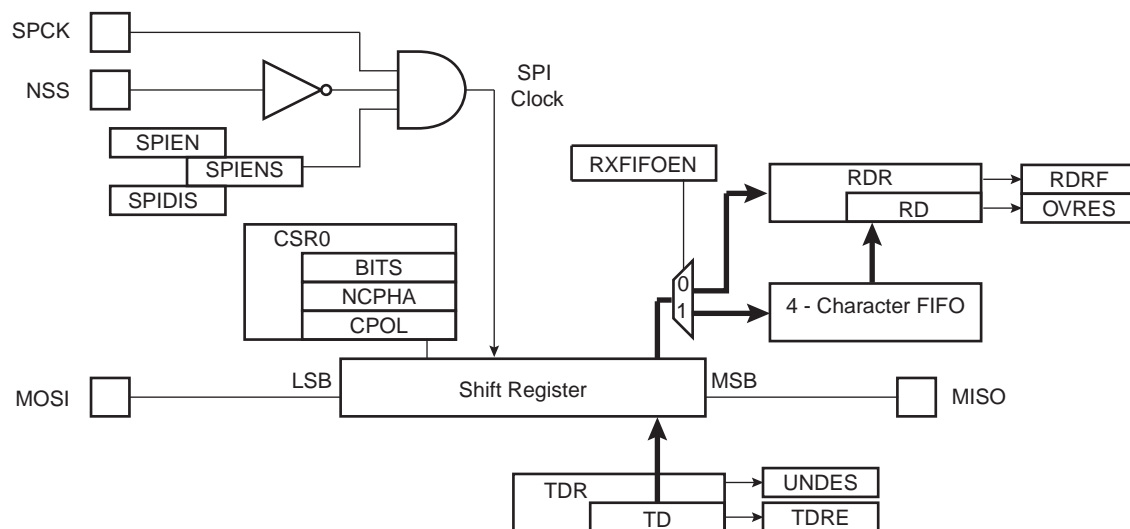 SPCK
SPI
Clock
NSS
SPIEN
SPIENS
SPIDIS
RXFIFOEN
RDR
RD
RDRF
OVRES
CSR0
BITS
NCPHA
CPOL
0
1
4 - Character FIFO
MOSI
LSB
Shift Register
MSB
MISO
TDR
TD
UNDES
TDRE